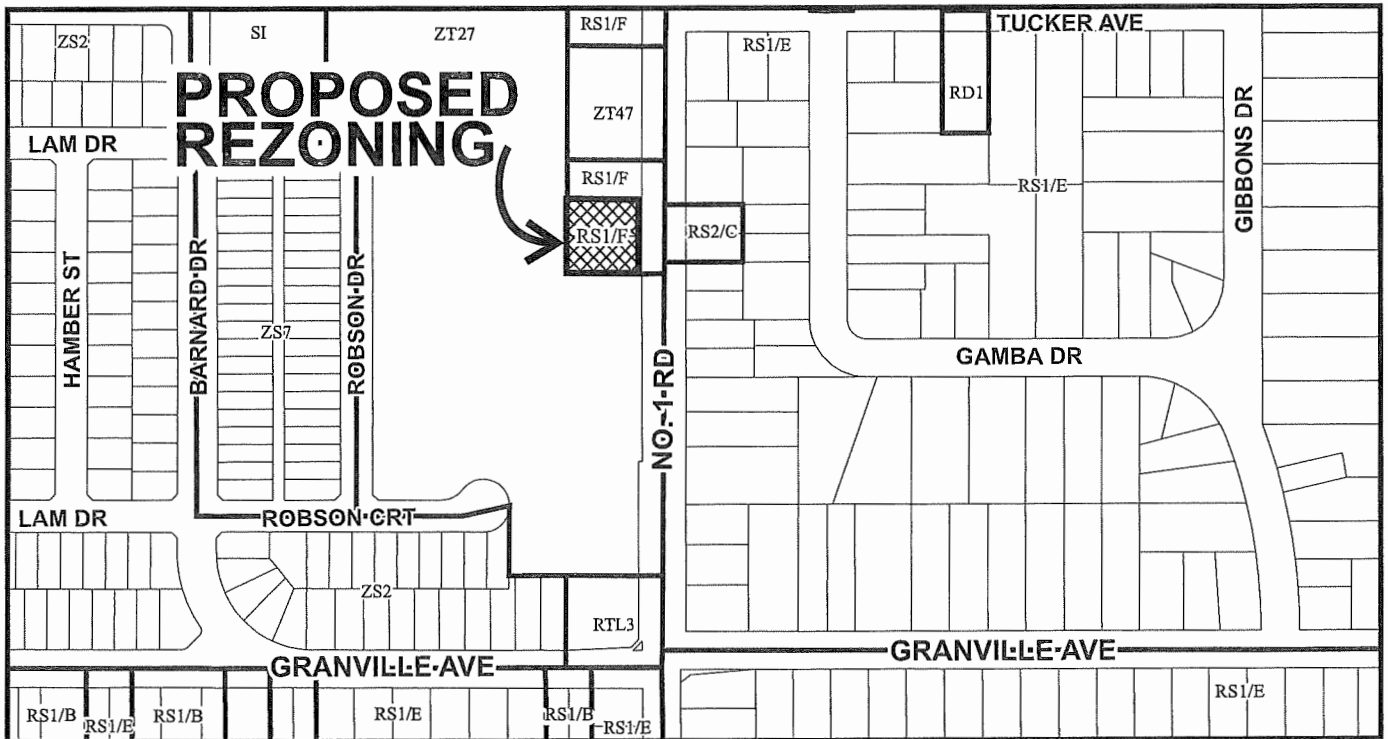 ZS2
SI
ZT27
RS1/F
RS1/E
TUCKER AVE
PROPOSED
REZONING
ZT47
RD1
LAM DR
RS1/F
RS1/E
GIBBONS DR
RS1/F
RS2/C
HAMBER ST
BARNARD DR
ZS7
ROBSON DR
NO. 1 RD
GAMBA DR
LAM DR
ROBSON CRT
ZS2
RTL3
GRANVILLE AVE
GRANVILLE AVE
RS1/B
RS1/E
RS1/B
RS1/E
RS1/B
RS1/E
RS1/E